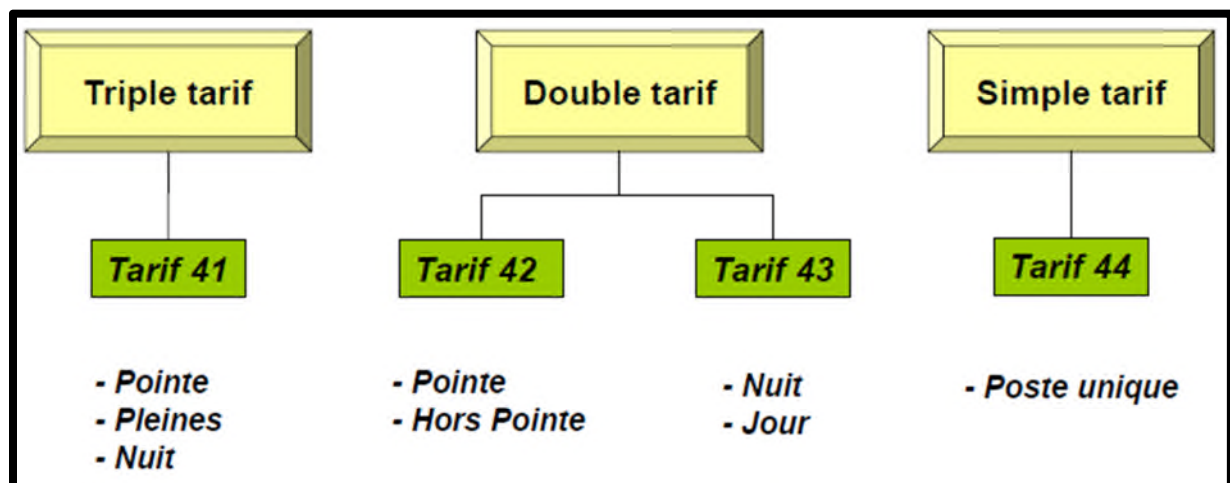 Triple tarif
Double tarif
Simple tarif
Tarif 41
Tarif 42
Tarif 43
Tarif 44
- Pointe
- Pleines
- Nuit
- Pointe
- Hors Pointe
- Nuit
- Jour
- Poste unique